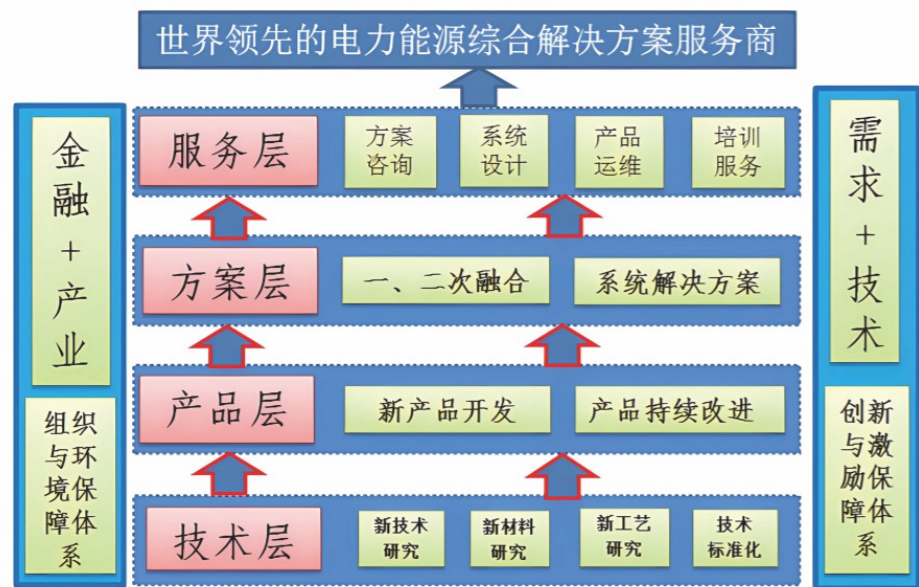 世界领先的电力能源综合解决方案服务商
金
融
+
产
业
组织
与环
境保
障体
系
服务层
方案
咨询
系统
设计
产品
运维
培训
服务
方案层
一、二次融合
系统解决方案
产品层
新产品开发
产品持续改进
技术层
新技术
研究
新材料
研究
新工艺
研究
技术
标准化
需
求
+
技
术
创新
与激
励保
障体
系